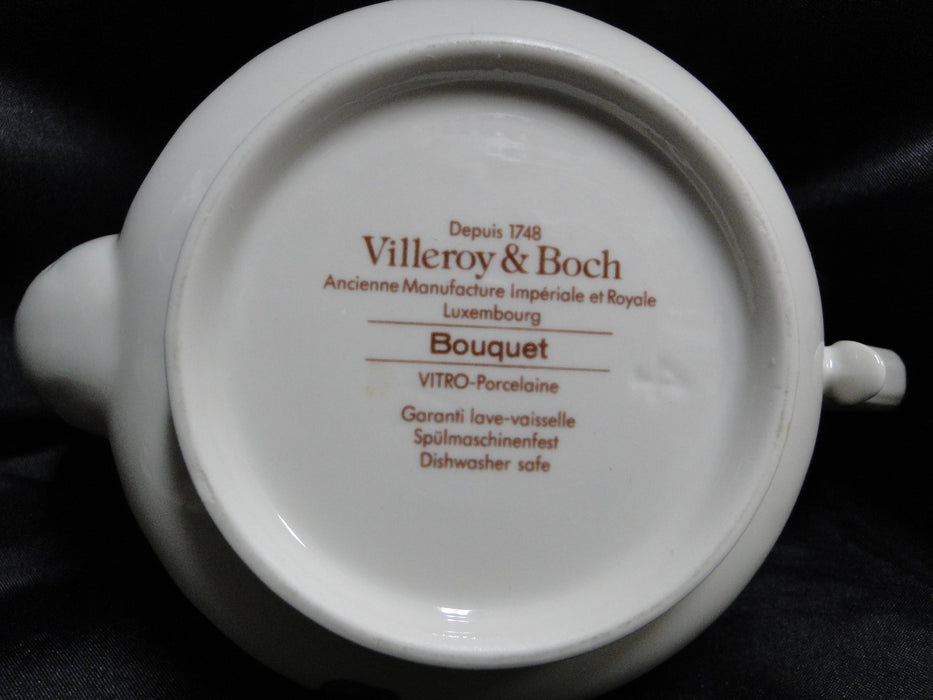 Depuis 1748
Villeroy & Boch
Ancienne Manufacture Impériale et Royale
Luxembourg
Bouquet
VITRO-Porcelaine
Garanti lave-vaisselle
Spülmaschinenfest
Dishwasher safe